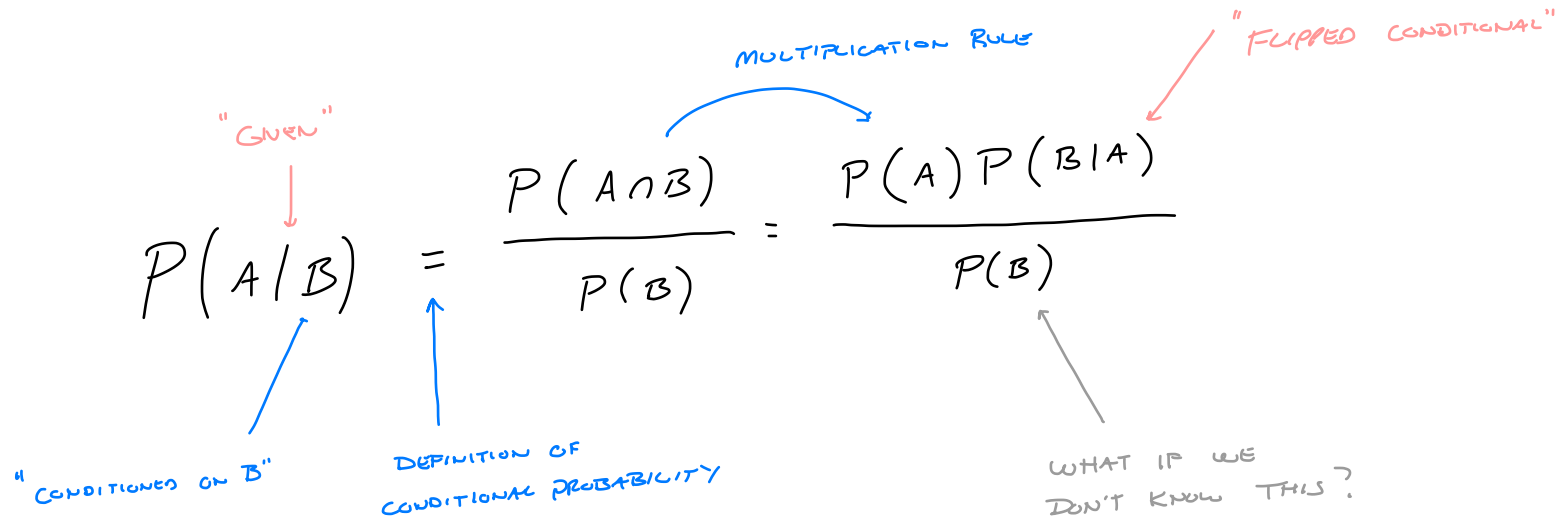 "FLIPPED CONDITIONAL"
MULTIPLICATION RULE
"GIVEN"
P(A|B) = P(A∩B) / P(B) = P(A)P(B|A) / P(B)
"CONDITIONED ON B"
DEFINITION OF
CONDITIONAL PROBABILITY
WHAT IF WE
DON'T KNOW THIS?